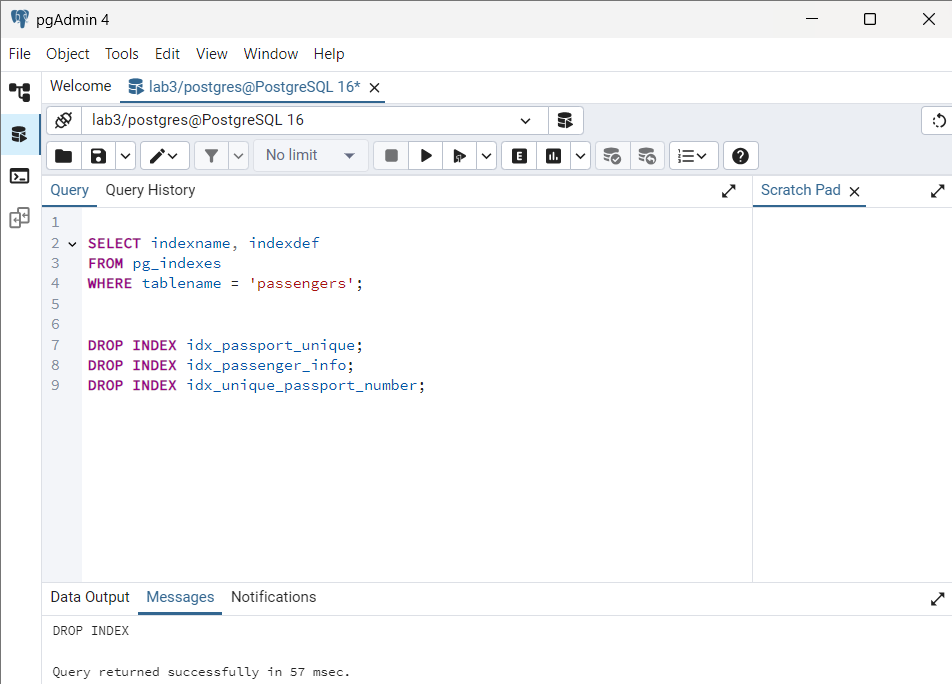 pgAdmin 4
File Object Tools Edit View Window Help
Welcome lab3/postgres@PostgreSQL 16*
lab3/postgres@PostgreSQL 16
No limit E
Query Query History Scratch Pad
1
2 SELECT indexname, indexdef
3 FROM pg_indexes
4 WHERE tablename = 'passengers';
5
6
7 DROP INDEX idx_passport_unique;
8 DROP INDEX idx_passenger_info;
9 DROP INDEX idx_unique_passport_number;
Data Output Messages Notifications
DROP INDEX
Query returned successfully in 57 msec.